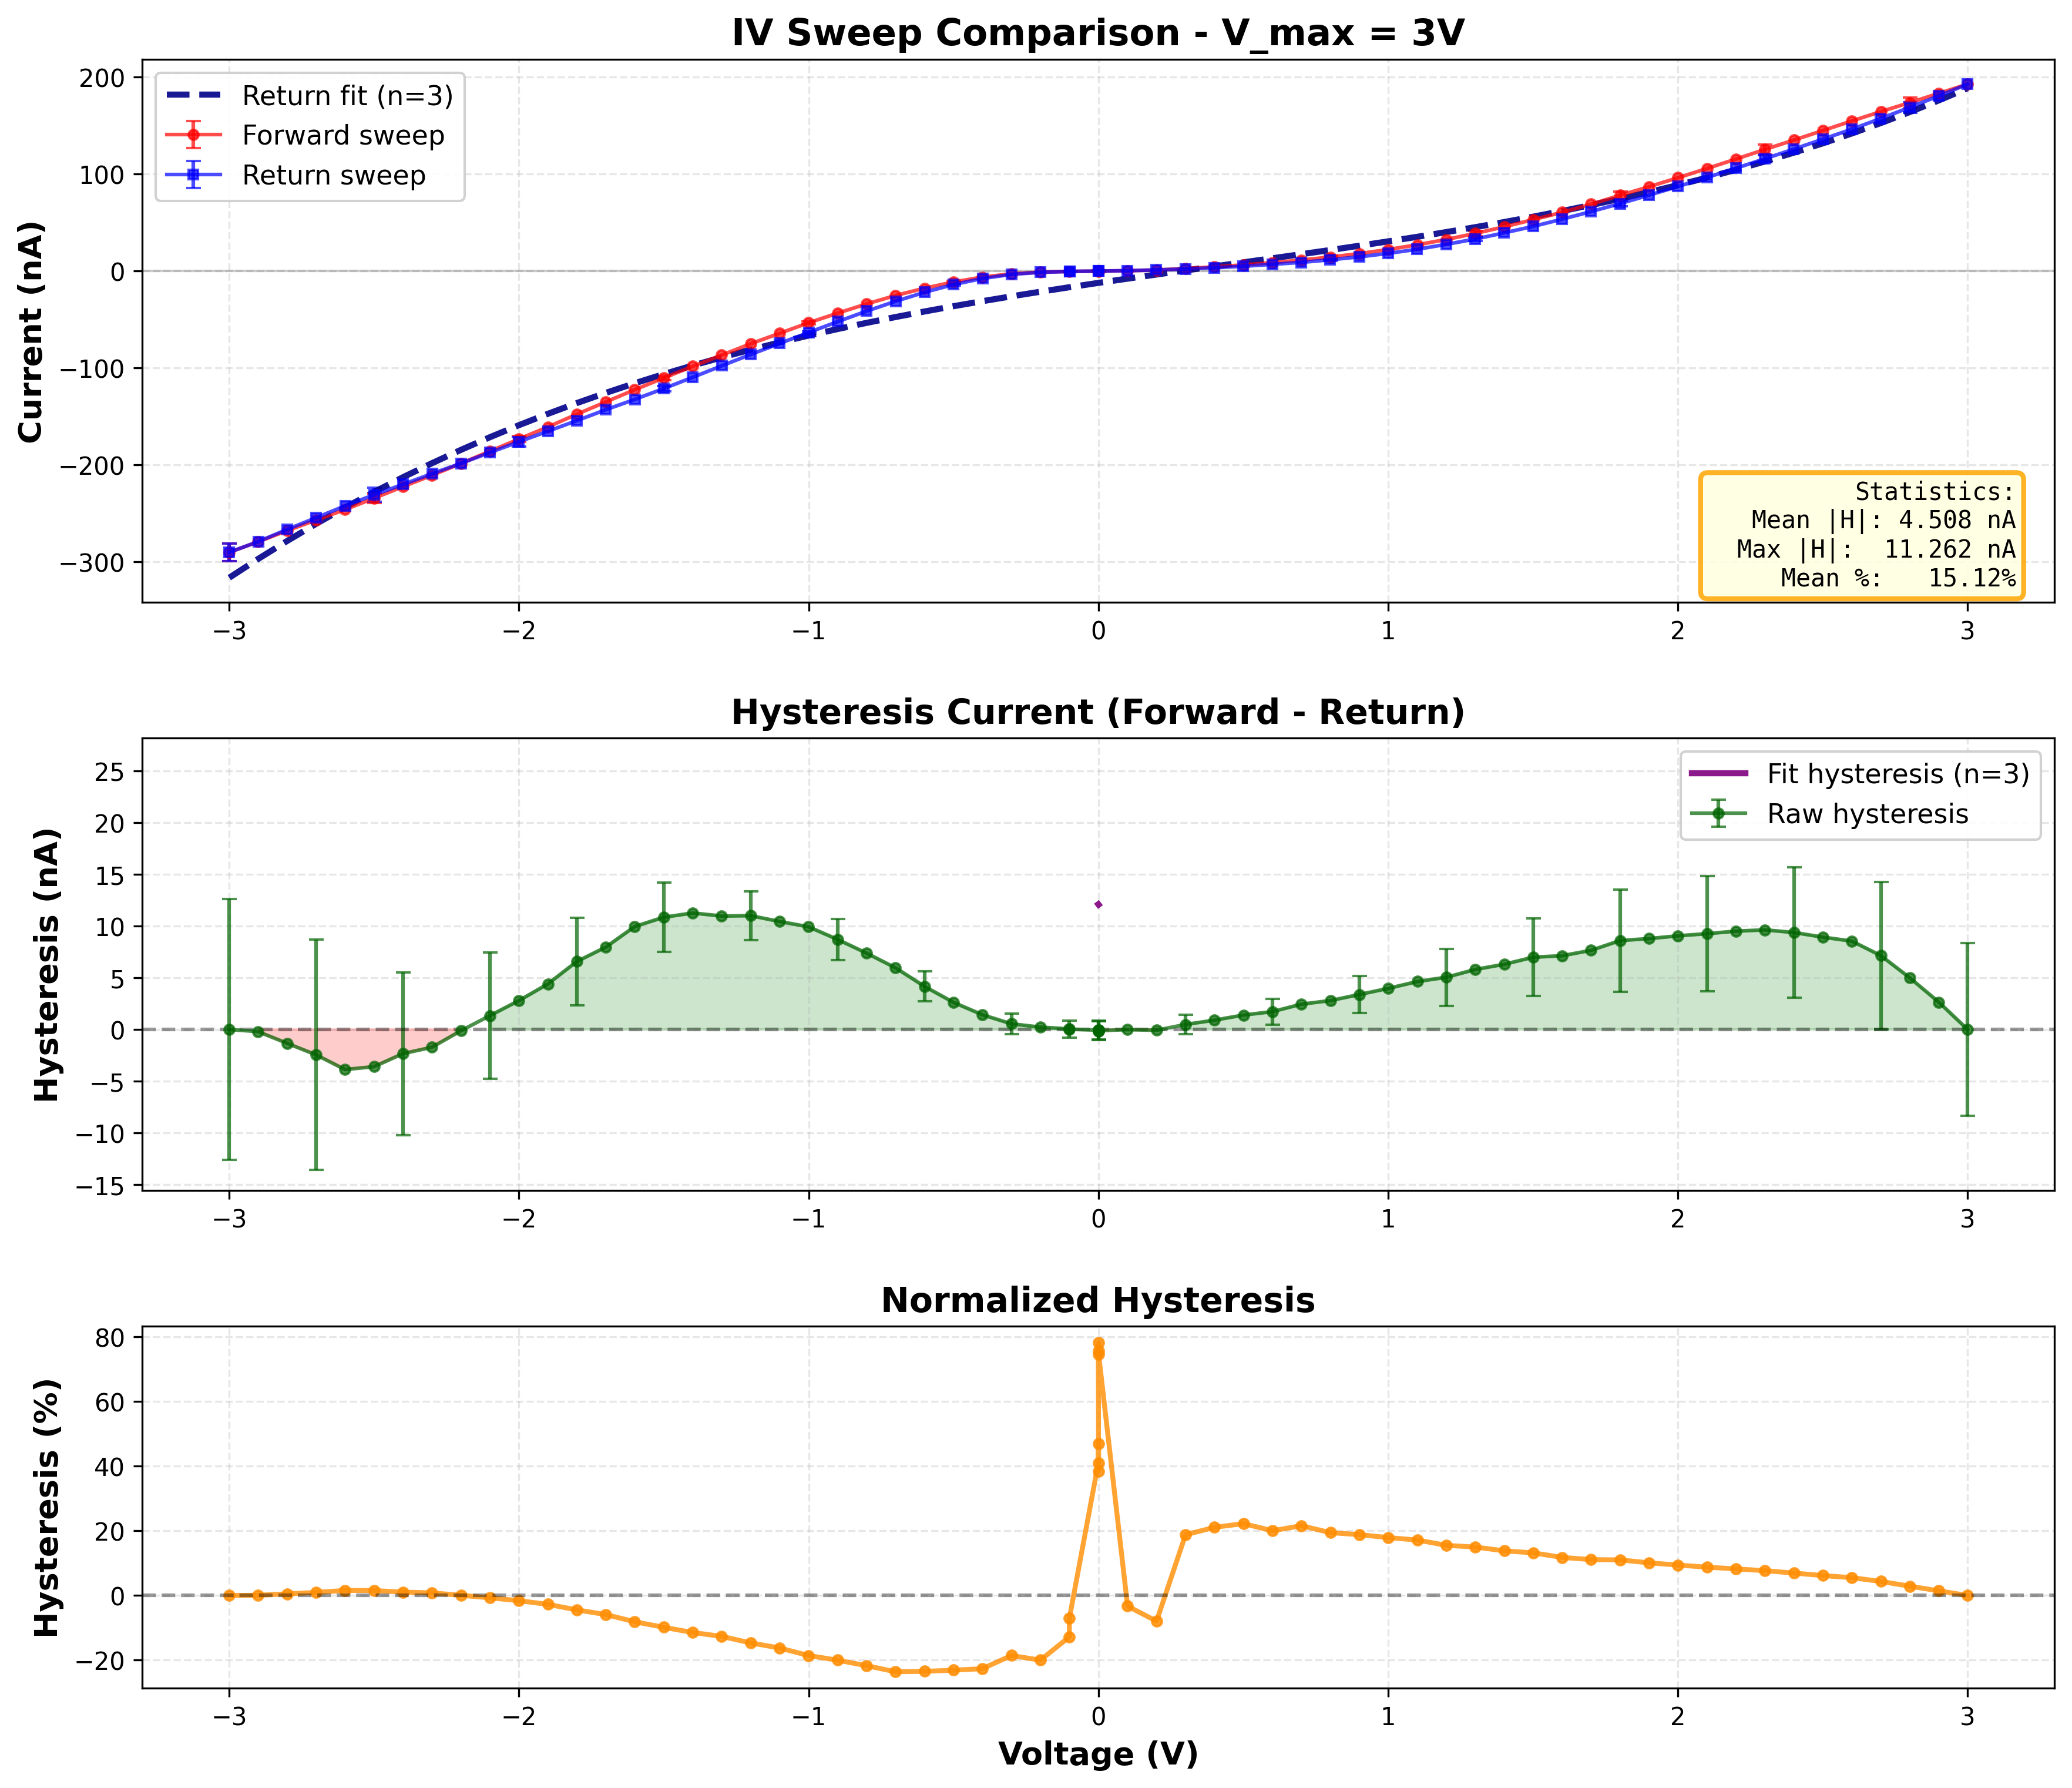 IV Sweep Comparison - V_max = 3V
Current (nA)
200
100
0
−100
−200
−300
Return fit (n=3)
Forward sweep
Return sweep
Statistics:
Mean |H|: 4.508 nA
Max |H|: 11.262 nA
Mean %: 15.12%
−3 −2 −1 0 1 2 3
Hysteresis Current (Forward - Return)
Hysteresis (nA)
25
20
15
10
5
0
−5
−10
−15
Fit hysteresis (n=3)
Raw hysteresis
−3 −2 −1 0 1 2 3
Normalized Hysteresis
Hysteresis (%)
80
60
40
20
0
−20
−3 −2 −1 0 1 2 3
Voltage (V)